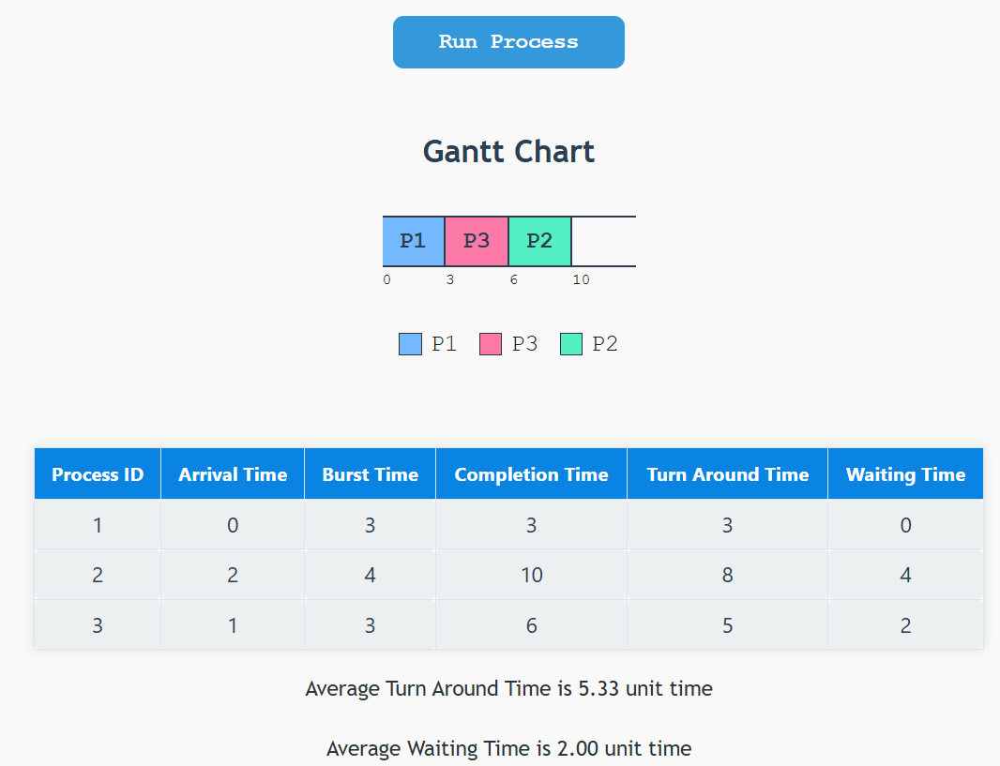 Run Process
Gantt Chart
P1 P3 P2
0 3 6 10
P1 P3 P2
Process ID Arrival Time Burst Time Completion Time Turn Around Time Waiting Time
1 0 3 3 3 0
2 2 4 10 8 4
3 1 3 6 5 2
Average Turn Around Time is 5.33 unit time
Average Waiting Time is 2.00 unit time